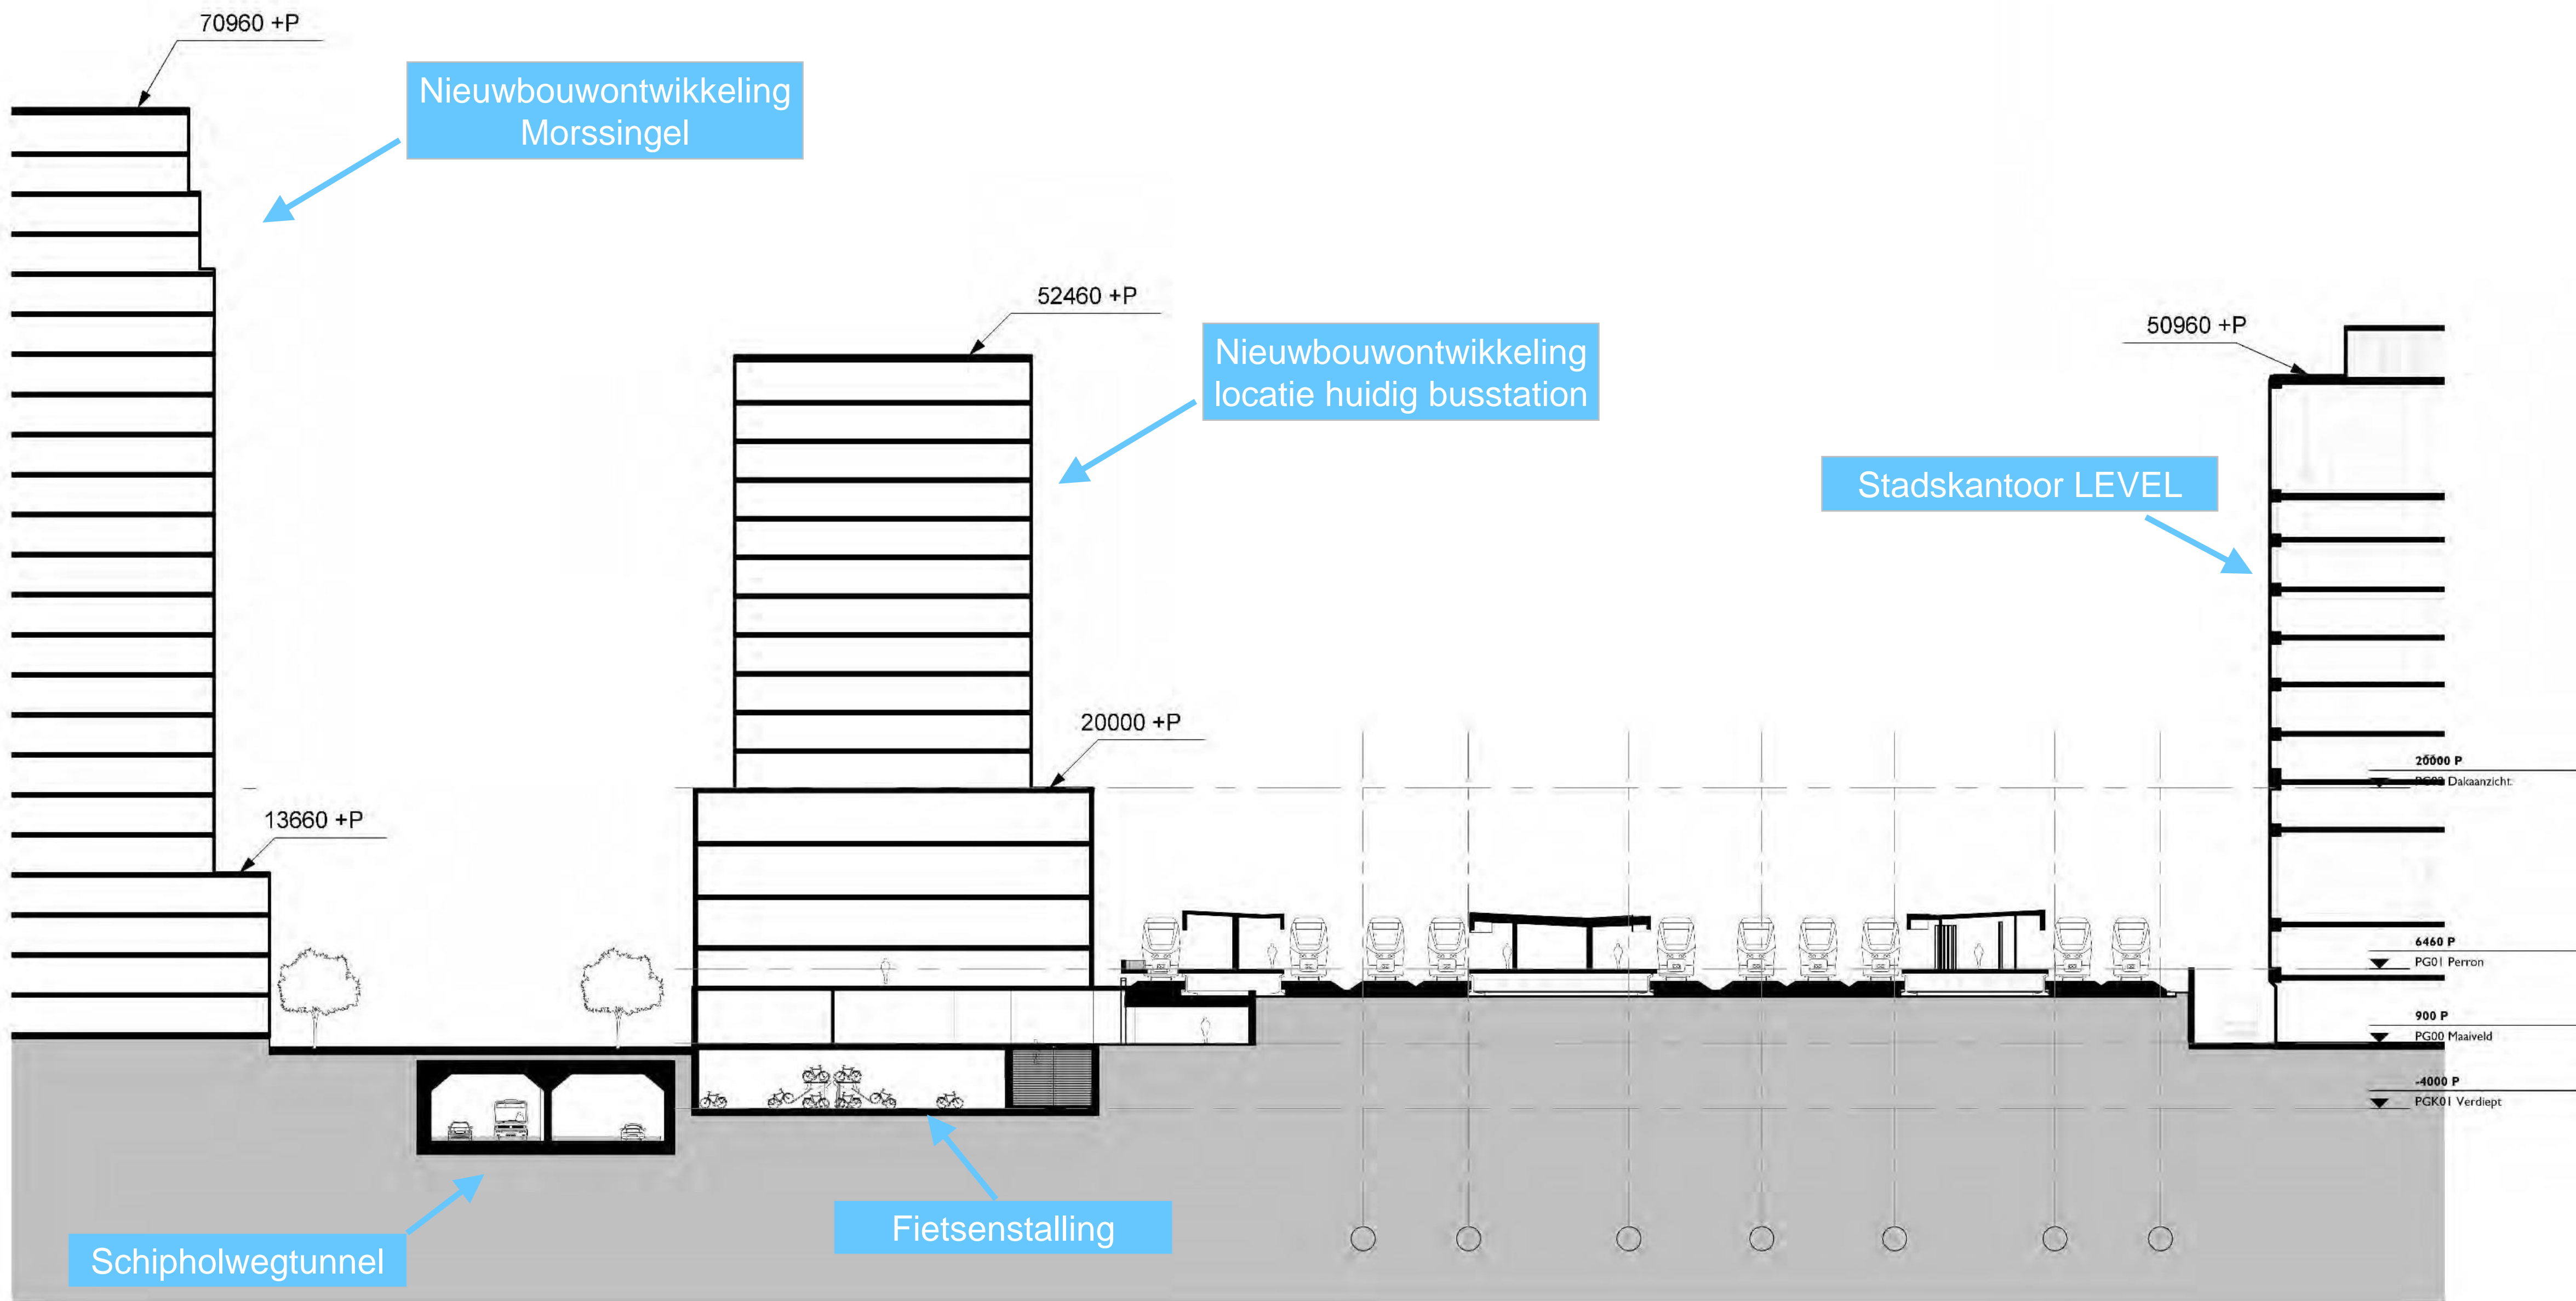 70960 +P
Nieuwbouwontwikkeling
Morssingel
52460 +P
Nieuwbouwontwikkeling
locatie huidig busstation
50960 +P
Stadskantoor LEVEL
20000 +P
13660 +P
20000 P
Dakaanzicht
6460 P
PG01 Perron
900 P
PG00 Maaiveld
-4000 P
PGK01 Verdiept
Schipholwegtunnel
Fietsenstalling